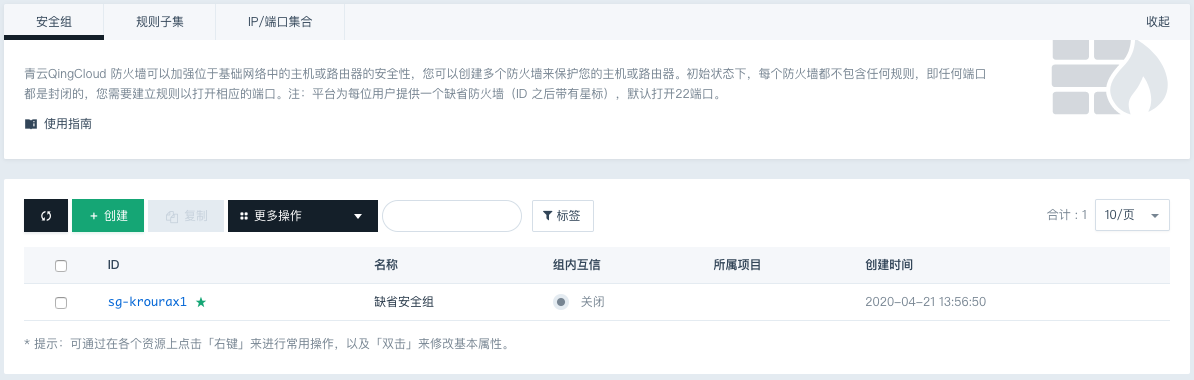 安全组 规则子集 IP/端口集合 收起
青云QingCloud 防火墙可以加强位于基础网络中的主机或路由器的安全性，您可以创建多个防火墙来保护您的主机或路由器。初始状态下，每个防火墙都不包含任何规则，即任何端口
都是封闭的，您需要建立规则以打开相应的端口。注：平台为每位用户提供一个缺省防火墙（ID 之后带有星标），默认打开22端口。
使用指南
+ 创建 复制 更多操作 标签 合计 : 1 10/页
ID 名称 组内互信 所属项目 创建时间
sg-krourax1 ★ 缺省安全组 关闭 2020-04-21 13:56:50
* 提示：可通过在各个资源上点击「右键」来进行常用操作，以及「双击」来修改基本属性。